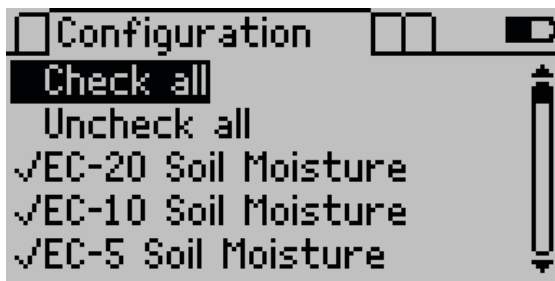 Configuration
Check all
Uncheck all
✓EC-20 Soil Moisture
✓EC-10 Soil Moisture
✓EC-5 Soil Moisture